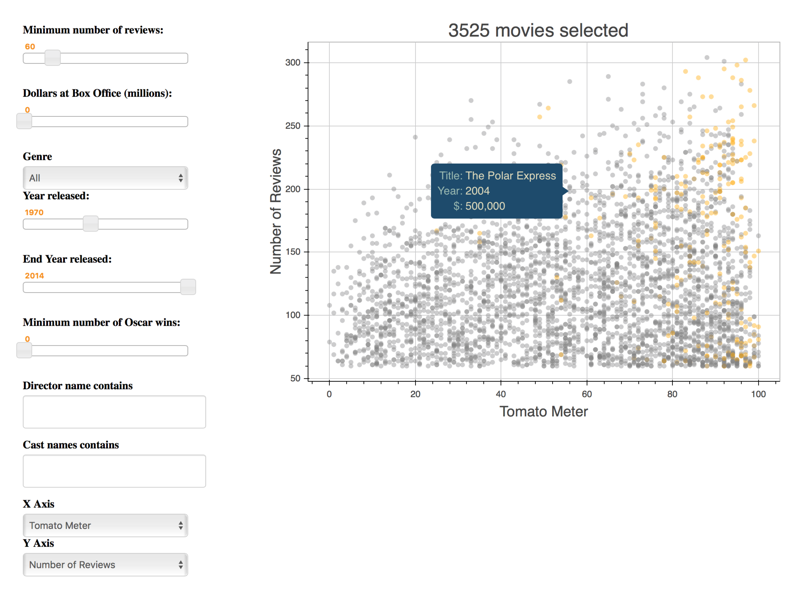 Minimum number of reviews:
60
Dollars at Box Office (millions):
0
Genre
All
Year released:
1970
End Year released:
2014
Minimum number of Oscar wins:
0
Director name contains
Cast names contains
X Axis
Tomato Meter
Y Axis
Number of Reviews
3525 movies selected
Number of Reviews
300
250
200
150
100
50
Title: The Polar Express
Year: 2004
$: 500,000
0 20 40 60 80 100
Tomato Meter